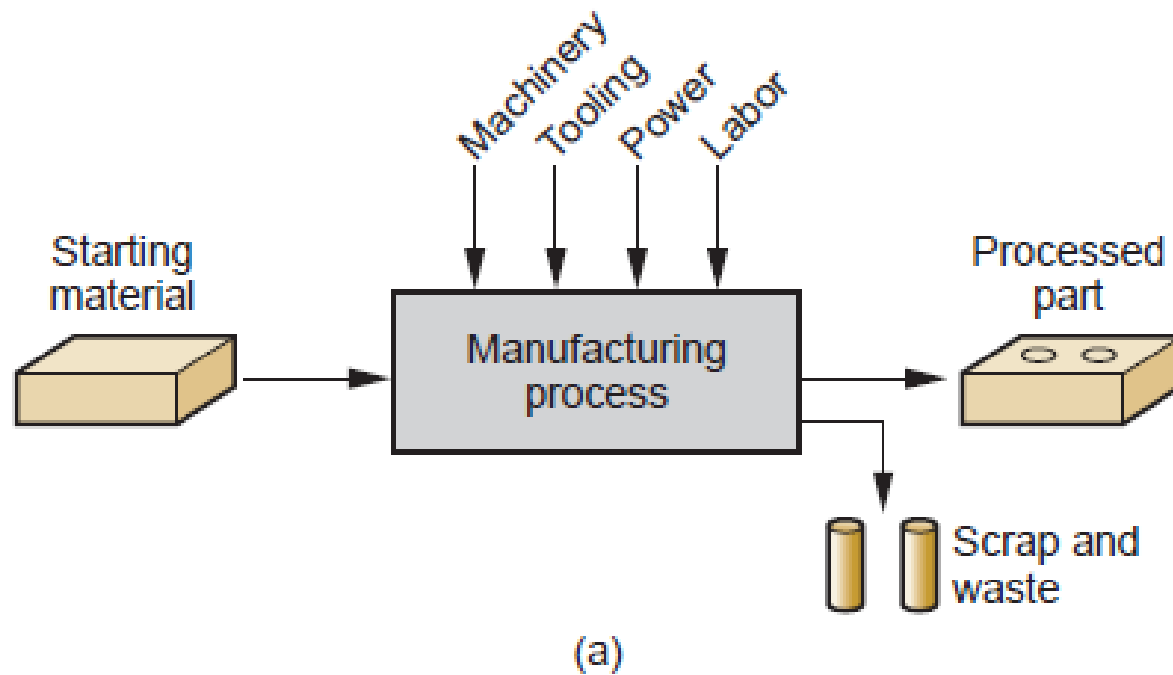 Machinery
Tooling
Power
Labor
Starting
material
Manufacturing
process
Processed
part
Scrap and
waste
(a)